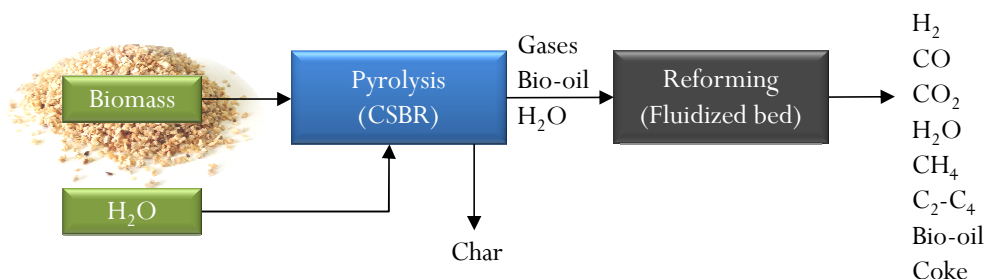 Biomass
H₂O
Pyrolysis
(CSBR)
Char
Gases
Bio-oil
H₂O
Reforming
(Fluidized bed)
H₂
CO
CO₂
H₂O
CH₄
C₂-C₄
Bio-oil
Coke